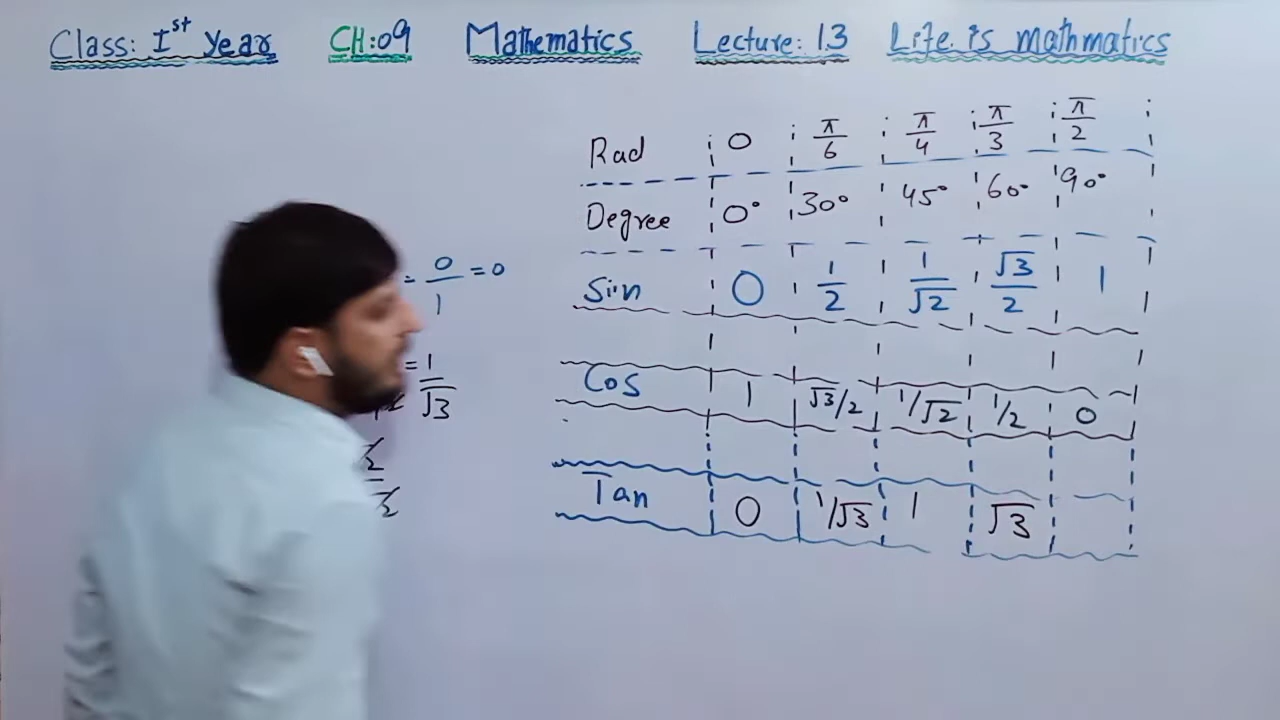 Class: Ist Year CH:09 Mathematics Lecture: 13 Life is mathmatics
Rad 0 π/6 π/4 π/3 π/2
Degree 0° 30° 45° 60° 90°
Sin 0 1/2 1/√2 √3/2 1
Cos 1 √3/2 1/√2 1/2 0
Tan 0 1/√3 1 √3
= 0/1 = 0
= 1/√3